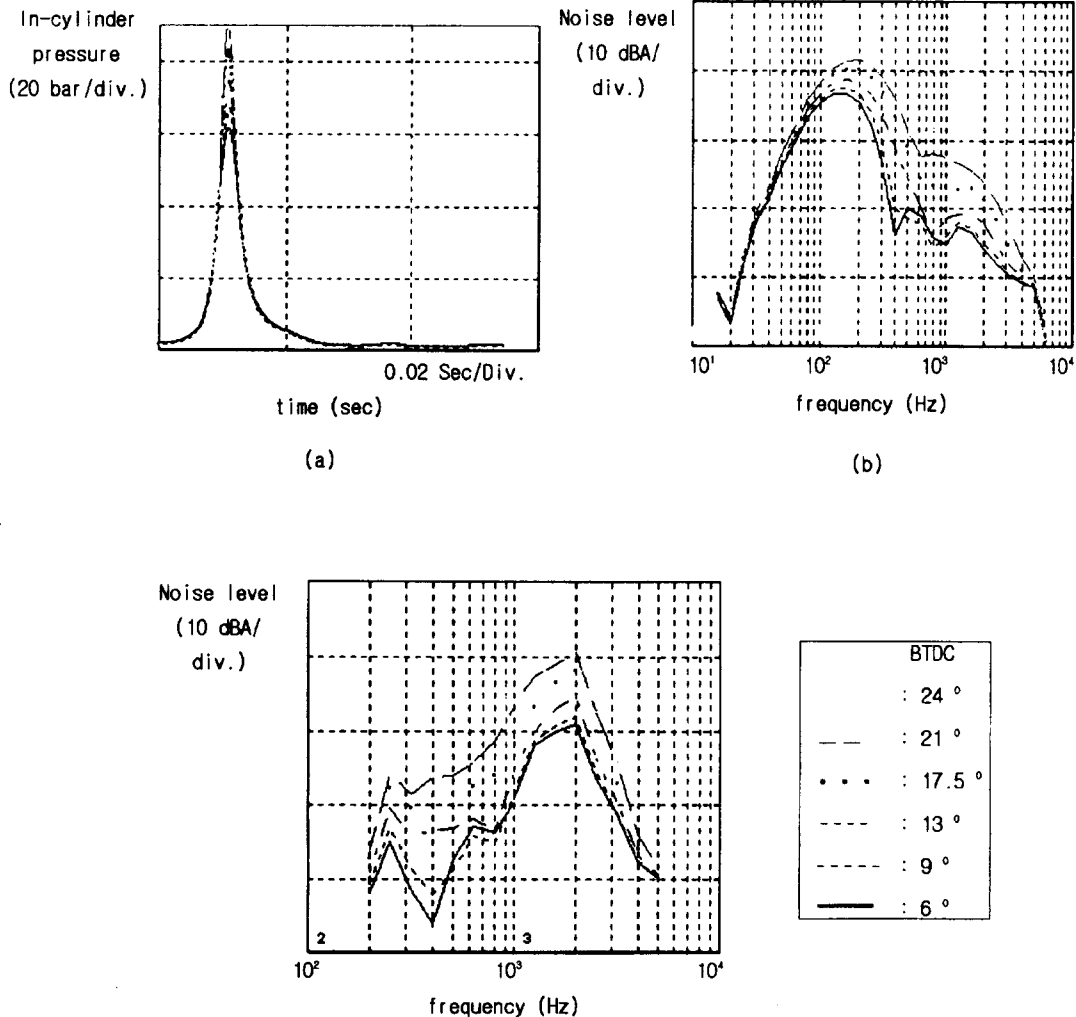 In-cylinder
pressure
(20 bar/div.)
0.02 Sec/Div.
time (sec)
(a)
Noise level
(10 dBA/
div.)
10¹
10²
10³
10⁴
frequency (Hz)
(b)
Noise level
(10 dBA/
div.)
2
3
10²
10³
10⁴
frequency (Hz)
BTDC
: 24 °
: 21 °
: 17.5 °
: 13 °
: 9 °
: 6 °